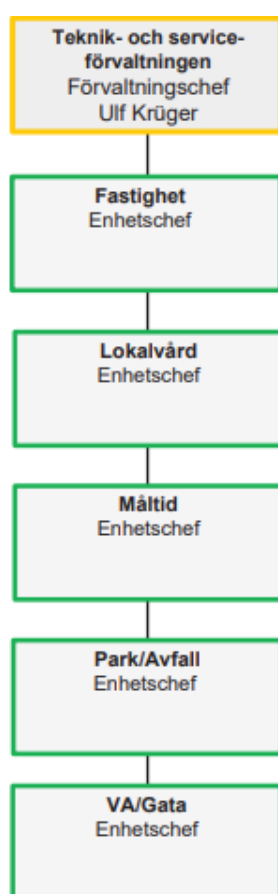 Teknik- och service-
förvaltningen
Förvaltningschef
Ulf Krüger
Fastighet
Enhetschef
Lokalvård
Enhetschef
Måltid
Enhetschef
Park/Avfall
Enhetschef
VA/Gata
Enhetschef